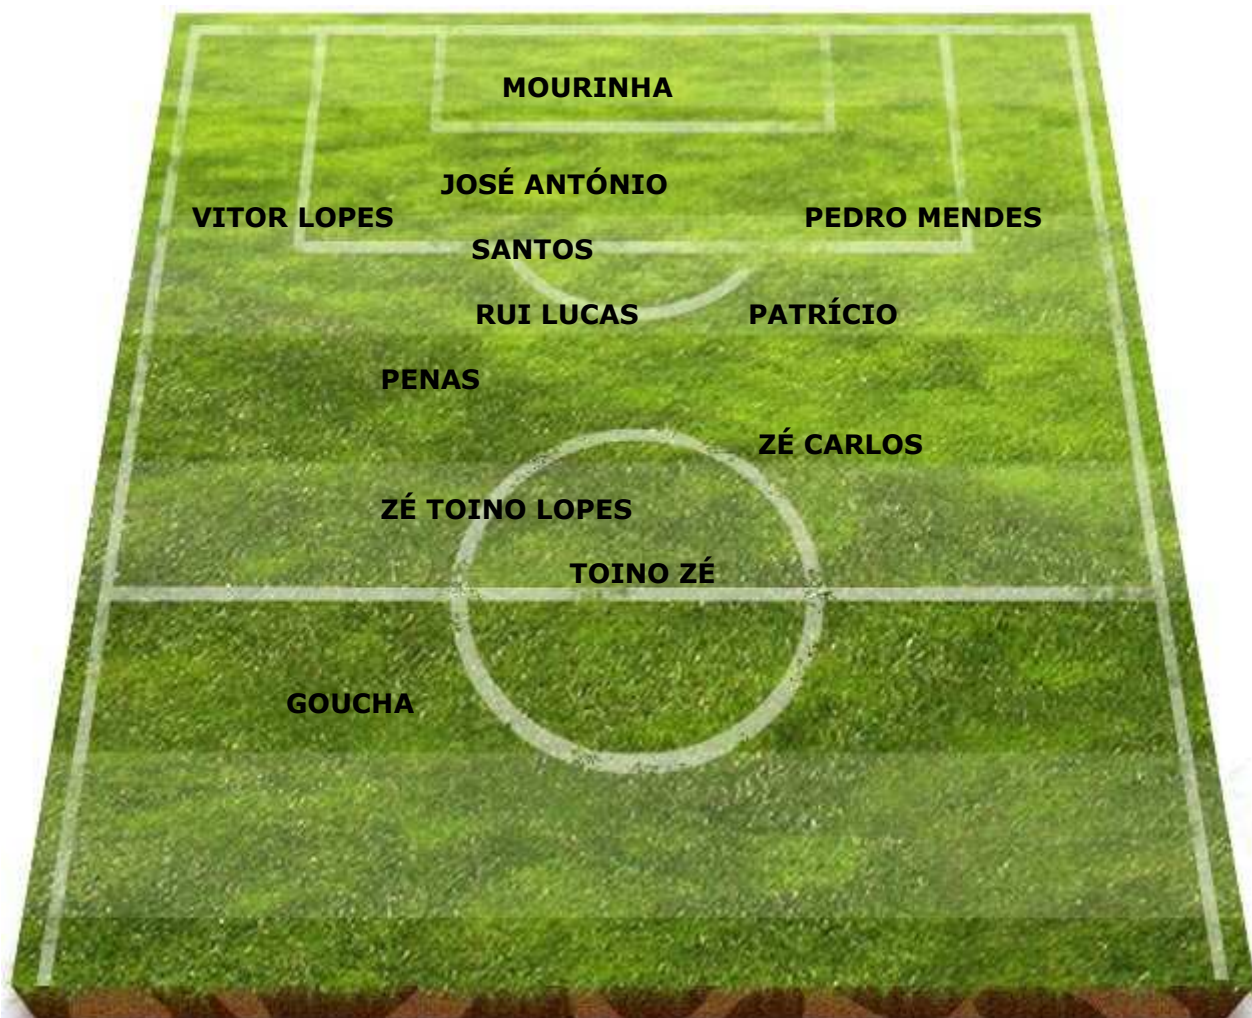 MOURINHA
JOSÉ ANTÓNIO
VITOR LOPES
PEDRO MENDES
SANTOS
RUI LUCAS
PATRÍCIO
PENAS
ZÉ CARLOS
ZÉ TOINO LOPES
TOINO ZÉ
GOUCHA